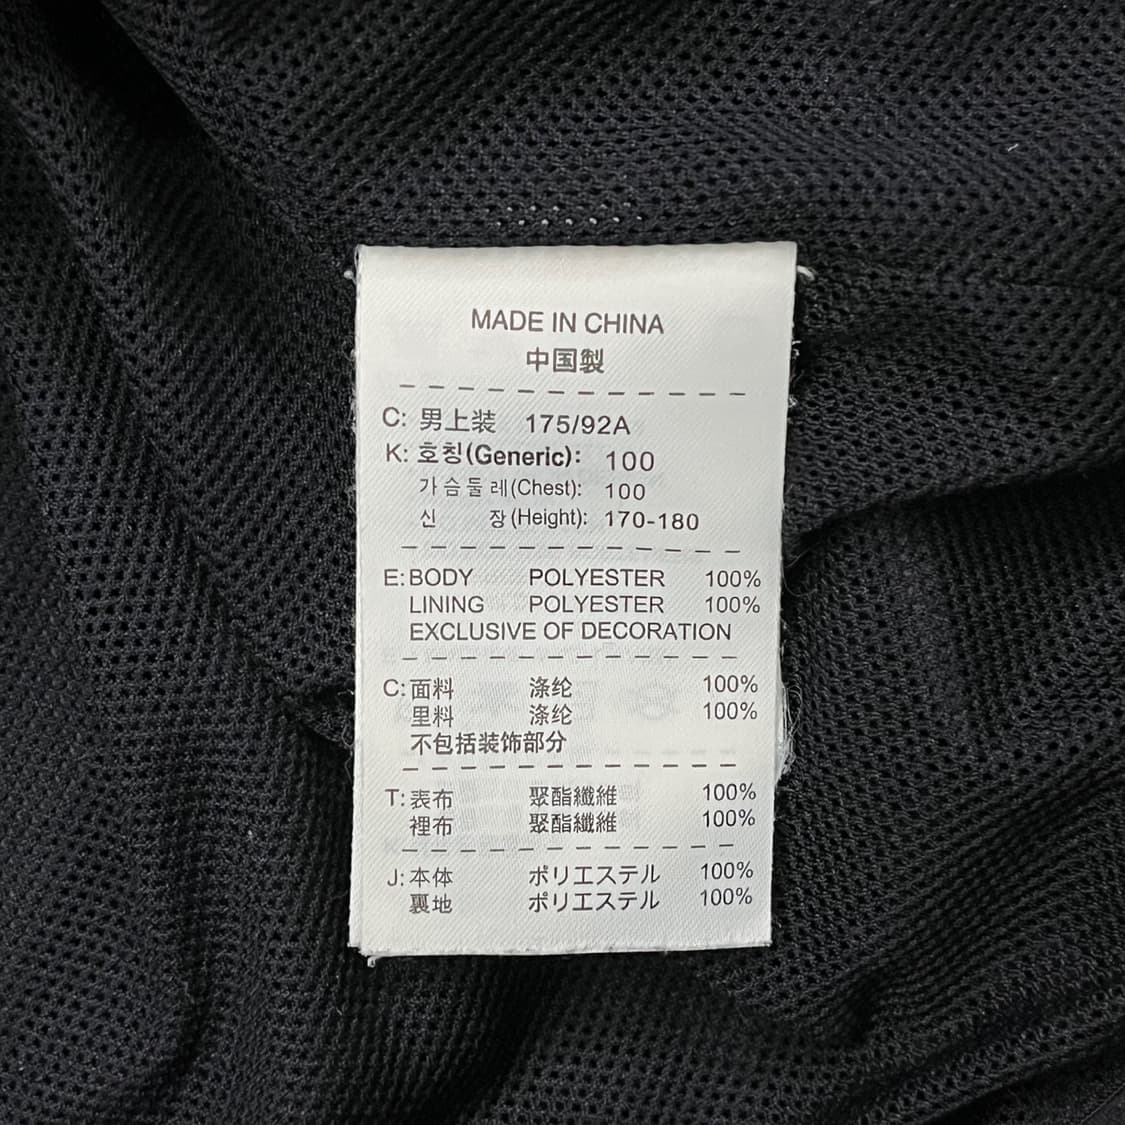 MADE IN CHINA
中国製
C: 男上装 175/92A
K: 호칭(Generic): 100
가슴둘레(Chest): 100
신 장(Height): 170-180
E: BODY POLYESTER 100%
LINING POLYESTER 100%
EXCLUSIVE OF DECORATION
C: 面料 涤纶 100%
里料 涤纶 100%
不包括装饰部分
T: 表布 聚酯纖維 100%
裡布 聚酯纖維 100%
J: 本体 ポリエステル 100%
裏地 ポリエステル 100%